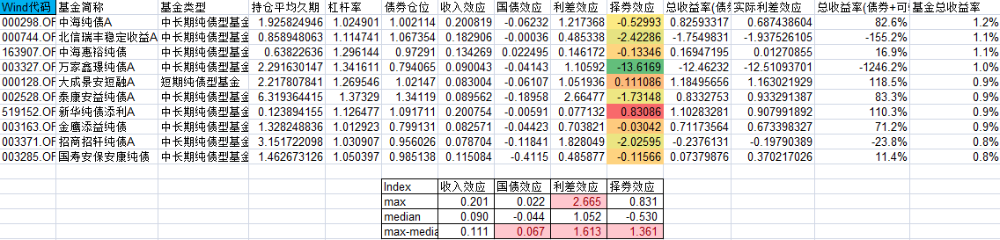 Wind代码 基金简称 基金类型 持仓平均久期 杠杆率 债券仓位 收入效应 国债效应 利差效应 择券效应 总收益率(债券 实际利差效应 总收益率(债券+可 基金总收益率
000298.OF 中海纯债A 中长期纯债型基金 1.925824946 1.024901 1.002114 0.200819 -0.06232 1.217368 -0.52993 0.82593317 0.687438604 82.6% 1.2%
000744.OF 北信瑞丰稳定收益A 中长期纯债型基金 0.858948063 1.114741 1.067354 0.182906 -0.00036 0.485338 -2.42286 -1.7549831 -1.937526105 -155.2% 1.1%
163907.OF 中海惠裕纯债 中长期纯债型基金 0.63822636 1.296144 0.97291 0.134269 0.022495 0.146172 -0.13346 0.16947195 0.01270855 16.9% 1.1%
003327.OF 万家鑫璟纯债A 中长期纯债型基金 2.291630147 1.341611 0.794065 0.090043 -0.04143 1.10592 -13.6169 -12.46232 -12.51093701 -1246.2% 1.0%
000128.OF 大成景安短融A 短期纯债型基金 2.217807841 1.269546 1.02147 0.083004 -0.06107 1.051936 0.111086 1.18495656 1.163021929 118.5% 0.9%
002528.OF 泰康安益纯债A 中长期纯债型基金 6.319364415 1.37329 1.34119 0.089562 -0.18958 2.66477 -1.73148 0.8332753 0.933291387 83.3% 0.9%
519152.OF 新华纯债添利A 中长期纯债型基金 0.123894155 1.126477 1.091711 0.200754 -0.00591 0.077132 0.83086 1.10283281 0.907991892 110.3% 0.9%
003163.OF 金鹰添益纯债 中长期纯债型基金 1.328248836 1.012923 0.799131 0.082571 -0.04423 0.703821 -0.03042 0.71173564 0.673398327 71.2% 0.9%
003371.OF 招商招轩纯债A 中长期纯债型基金 3.151722098 1.030907 0.956026 0.078704 -0.11841 1.828049 -2.02595 -0.2376131 -0.19790389 -23.8% 0.8%
003285.OF 国寿安保安康纯债 中长期纯债型基金 1.462673126 1.050397 0.985138 0.115084 -0.4115 0.485877 -0.11566 0.07379876 0.370217026 11.4% 0.8%
Index 收入效应 国债效应 利差效应 择券效应
max 0.201 0.022 2.665 0.831
median 0.090 -0.044 1.052 -0.530
max-media 0.111 0.067 1.613 1.361